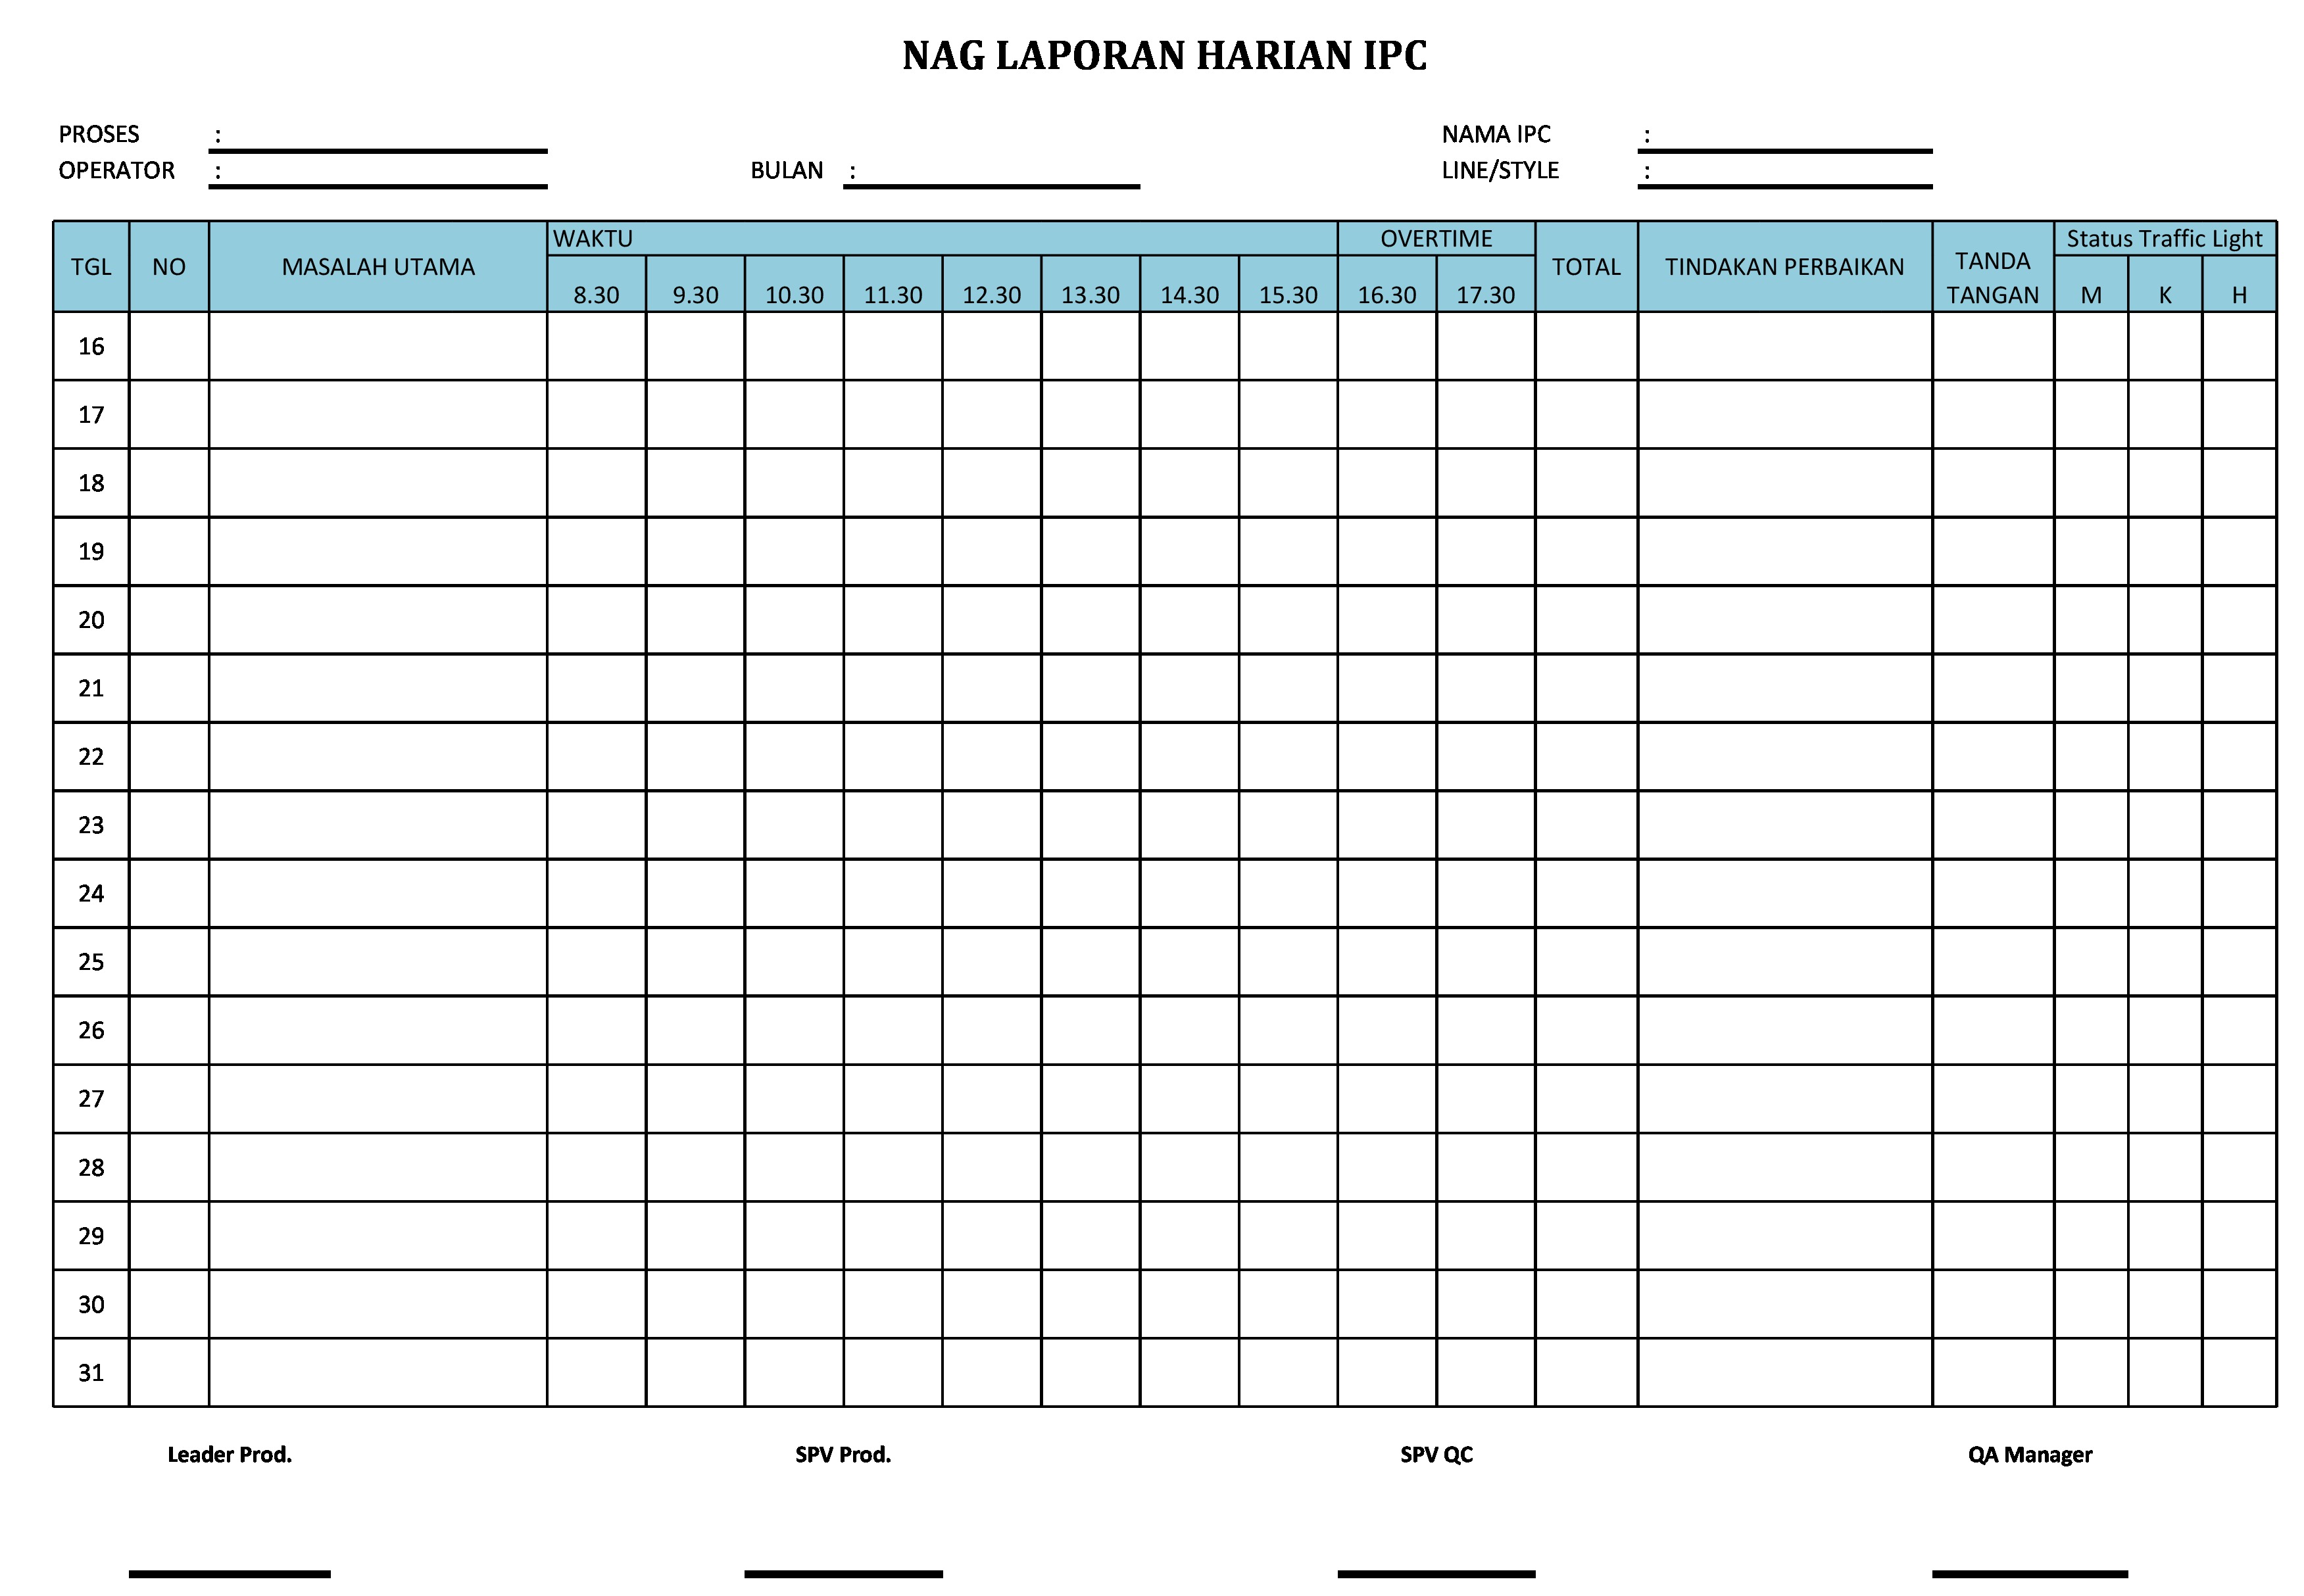 NAG LAPORAN HARIAN IPC
PROSES : NAMA IPC :
OPERATOR : BULAN : LINE/STYLE :
TGL NO MASALAH UTAMA WAKTU OVERTIME TOTAL TINDAKAN PERBAIKAN TANDA TANGAN Status Traffic Light
8.30 9.30 10.30 11.30 12.30 13.30 14.30 15.30 16.30 17.30 M K H
16
17
18
19
20
21
22
23
24
25
26
27
28
29
30
31
Leader Prod. SPV Prod. SPV QC QA Manager